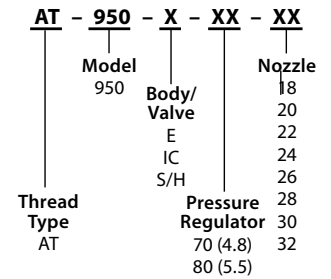 AT – 950 – X – XX – XX
Model
950
Body/
Valve
E
IC
S/H
Nozzle
18
20
22
24
26
28
30
32
Thread
Type
AT
Pressure
Regulator
70 (4.8)
80 (5.5)